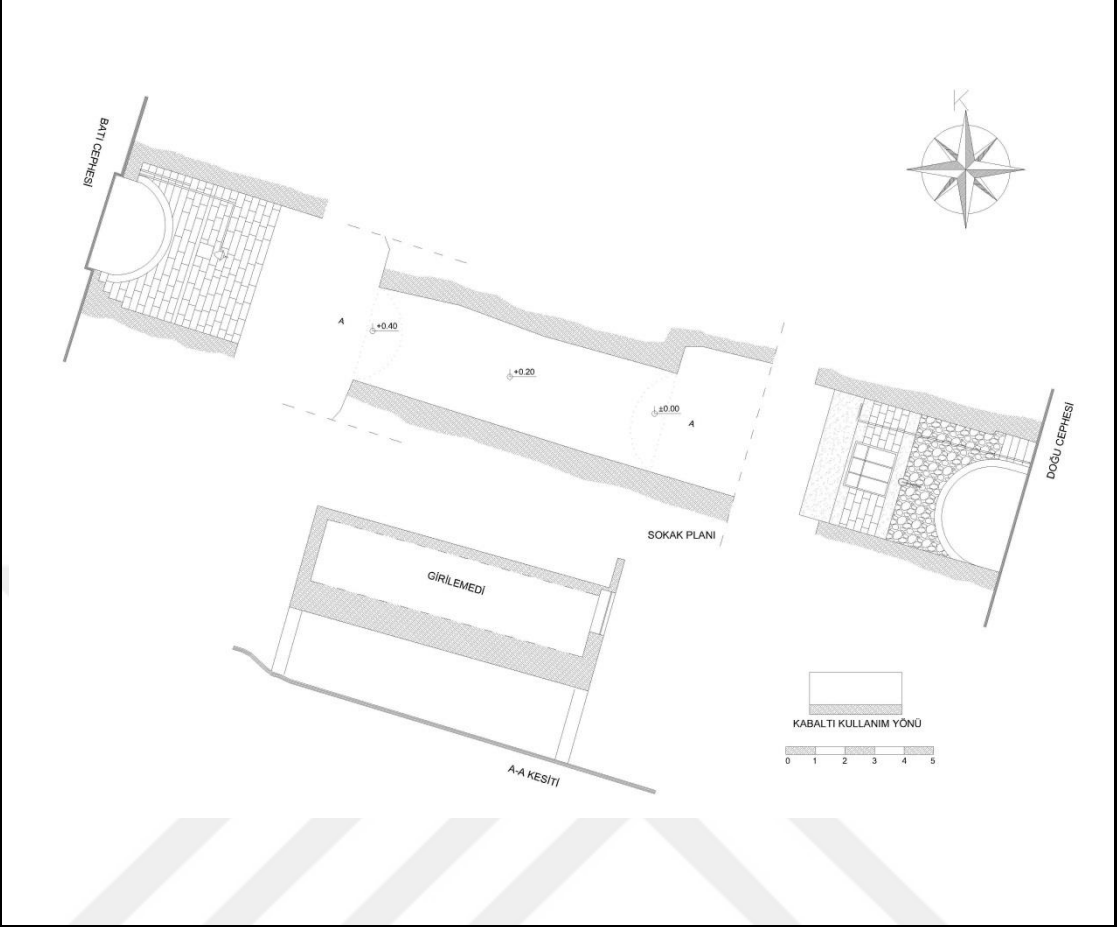 K
BATI CEPHESİ
A
+0.40
+0.20
±0.00
A
DOĞU CEPHESİ
SOKAK PLANI
GİRİLEMEDİ
KABALTI KULLANIM YÖNÜ
0 1 2 3 4 5
A-A KESİTİ